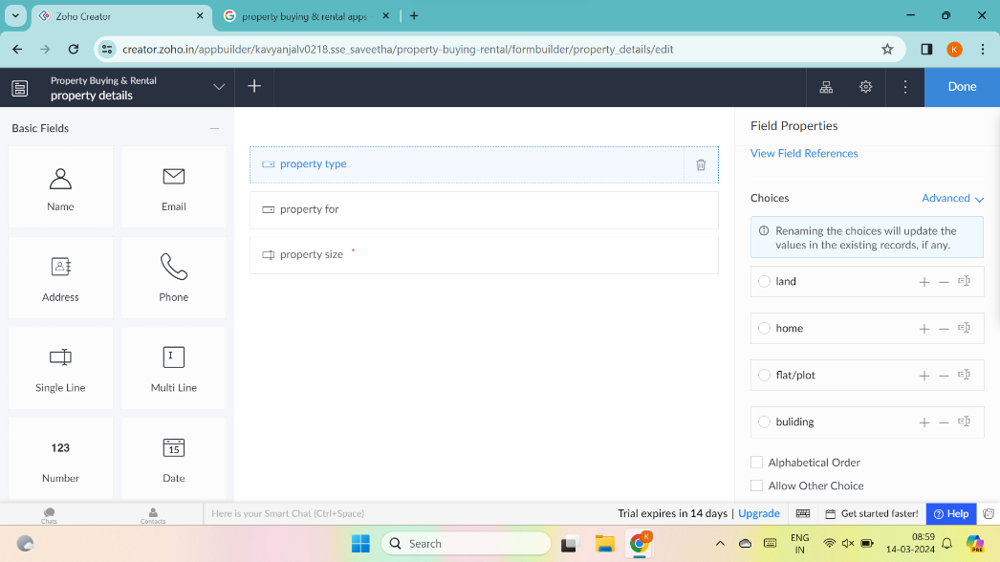 Zoho Creator
property buying & rental apps
creator.zoho.in/appbuilder/kavyanjalv0218.sse_saveetha/property-buying-rental/formbuilder/property_details/edit
K
Property Buying & Rental
property details
Done
Basic Fields
Name
Email
Address
Phone
Single Line
Multi Line
123
Number
15
Date
property type
property for
property size *
Field Properties
View Field References
Choices
Advanced
Renaming the choices will update the
values in the existing records, if any.
land
home
flat/plot
buliding
Alphabetical Order
Allow Other Choice
Chats
Contacts
Here is your Smart Chat (Ctrl+Space)
Trial expires in 14 days | Upgrade
Get started faster!
Help
Search
K
ENG
IN
08:59
14-03-2024
PRE